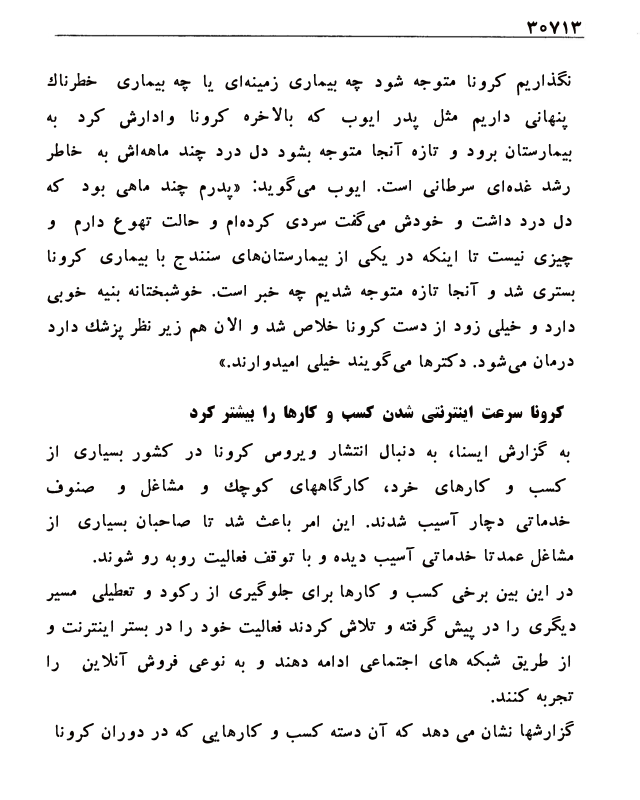 ۳۰۷۱۳
نگذاریم کرونا متوجه شود چه بیماری زمینه‌ای یا چه بیماری خطرناك
پنهانی داریم مثل پدر ایوب که بالاخره کرونا وادارش کرد به
بیمارستان برود و تازه آنجا متوجه بشود دل درد چند ماهه‌اش به خاطر
رشد غده‌ای سرطانی است. ایوب می‌گوید: «پدرم چند ماهی بود که
دل درد داشت و خودش می‌گفت سردی کرده‌ام و حالت تهوع دارم و
چیزی نیست تا اینکه در یکی از بیمارستان‌های سنندج با بیماری کرونا
بستری شد و آنجا تازه متوجه شدیم چه خبر است. خوشبختانه بنیه خوبی
دارد و خیلی زود از دست کرونا خلاص شد و الان هم زیر نظر پزشك دارد
درمان می‌شود. دکترها می‌گویند خیلی امیدوارند.»
کرونا سرعت اینترنتی شدن کسب و کارها را بیشتر کرد
به گزارش ایسنا، به دنبال انتشار ویروس کرونا در کشور بسیاری از
کسب و کارهای خرد، کارگاههای کوچك و مشاغل و صنوف
خدماتی دچار آسیب شدند. این امر باعث شد تا صاحبان بسیاری از
مشاغل عمدتا خدماتی آسیب دیده و با توقف فعالیت روبه رو شوند.
در این بین برخی کسب و کارها برای جلوگیری از رکود و تعطیلی مسیر
دیگری را در پیش گرفته و تلاش کردند فعالیت خود را در بستر اینترنت و
از طریق شبکه های اجتماعی ادامه دهند و به نوعی فروش آنلاین را
تجربه کنند.
گزارشها نشان می دهد که آن دسته کسب و کارهایی که در دوران کرونا